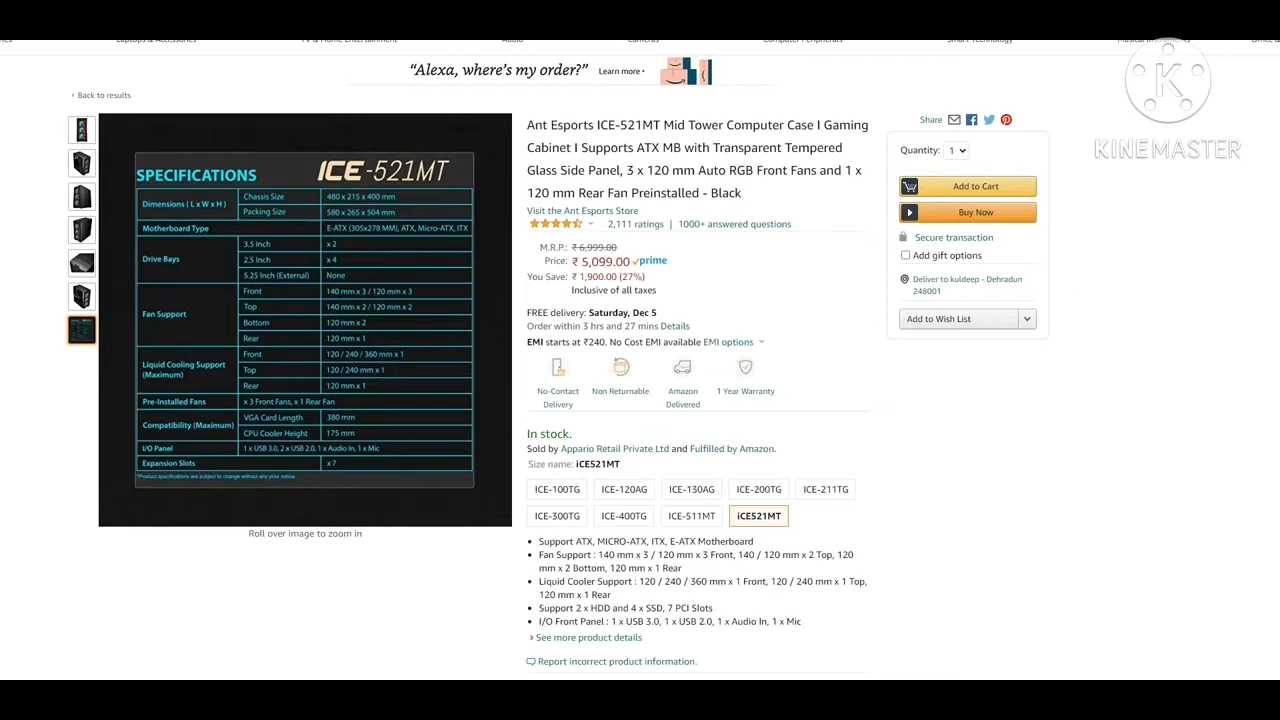 “Alexa, where’s my order?” Learn more ▸
KINEMASTER
‹ Back to results
Ant Esports ICE-521MT Mid Tower Computer Case I Gaming
Cabinet I Supports ATX MB with Transparent Tempered
Glass Side Panel, 3 x 120 mm Auto RGB Front Fans and 1 x
120 mm Rear Fan Preinstalled - Black
Visit the Ant Esports Store
2,111 ratings | 1000+ answered questions
M.R.P.: ₹ 6,999.00
Price: ₹ 5,099.00 prime
You Save: ₹ 1,900.00 (27%)
Inclusive of all taxes
FREE delivery: Saturday, Dec 5
Order within 3 hrs and 27 mins Details
EMI starts at ₹240. No Cost EMI available EMI options
No-Contact Delivery
Non Returnable
Amazon Delivered
1 Year Warranty
In stock.
Sold by Appario Retail Private Ltd and Fulfilled by Amazon.
Size name: iCE521MT
ICE-100TG ICE-120AG ICE-130AG ICE-200TG ICE-211TG
ICE-300TG ICE-400TG ICE-511MT iCE521MT
• Support ATX, MICRO-ATX, ITX, E-ATX Motherboard
• Fan Support : 140 mm x 3 / 120 mm x 3 Front, 140 / 120 mm x 2 Top, 120
mm x 2 Bottom, 120 mm x 1 Rear
• Liquid Cooler Support : 120 / 240 / 360 mm x 1 Front, 120 / 240 mm x 1 Top,
120 mm x 1 Rear
• Support 2 x HDD and 4 x SSD, 7 PCI Slots
• I/O Front Panel : 1 x USB 3.0, 1 x USB 2.0, 1 x Audio In, 1 x Mic
› See more product details
Report incorrect product information.
SPECIFICATIONS ICE-521MT
Dimensions ( L x W x H ) Chassis Size 480 x 215 x 400 mm
Packing Size 580 x 265 x 504 mm
Motherboard Type E-ATX (305x278 MM), ATX, Micro-ATX, ITX
Drive Bays 3.5 Inch x 2
2.5 Inch x 4
5.25 Inch (External) None
Fan Support Front 140 mm x 3 / 120 mm x 3
Top 140 mm x 2 / 120 mm x 2
Bottom 120 mm x 2
Rear 120 mm x 1
Liquid Cooling Support (Maximum) Front 120 / 240 / 360 mm x 1
Top 120 / 240 mm x 1
Rear 120 mm x 1
Pre-Installed Fans x 3 Front Fans, x 1 Rear Fan
Compatibility (Maximum) VGA Card Length 380 mm
CPU Cooler Height 175 mm
I/O Panel 1 x USB 3.0, 2 x USB 2.0, 1 x Audio In, 1 x Mic
Expansion Slots x 7
*Product specifications are subject to change without any prior notice.
Roll over image to zoom in
Share
Quantity: 1
Add to Cart
Buy Now
Secure transaction
Add gift options
Deliver to kuldeep - Dehradun
248001
Add to Wish List